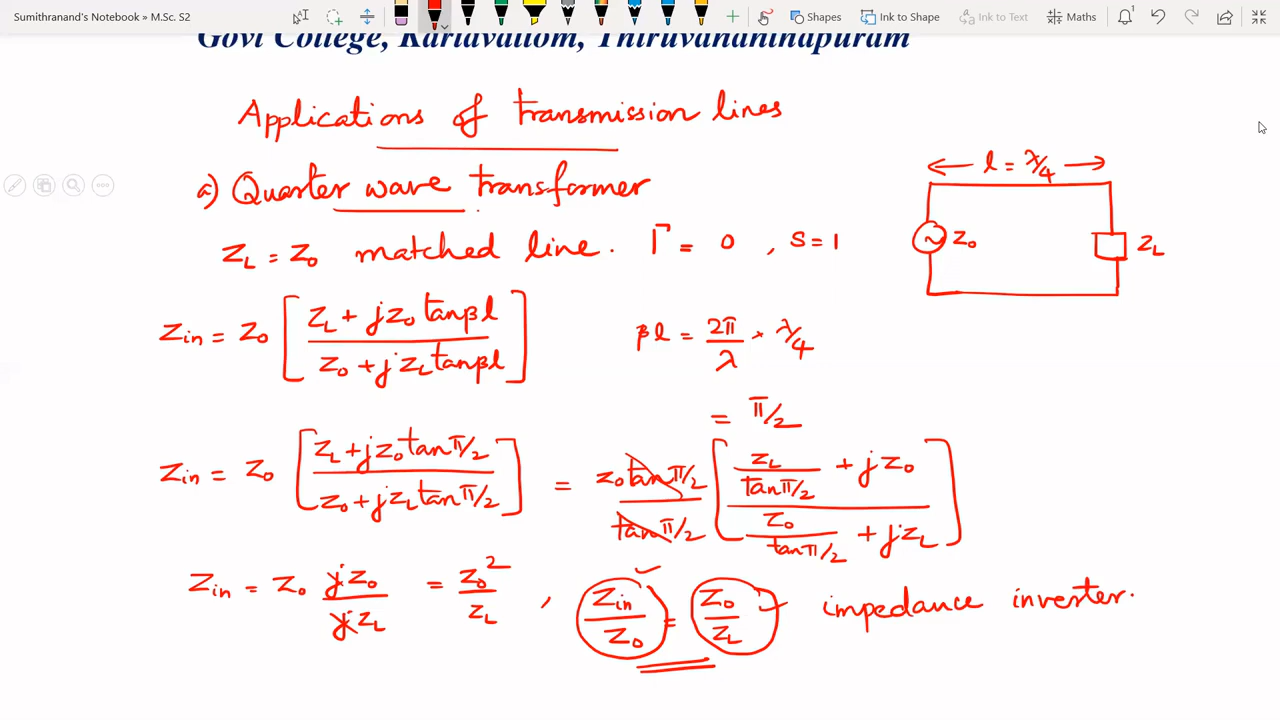 Sumithranand's Notebook » M.Sc. S2
Shapes
Ink to Shape
Ink to Text
Maths
Govt College, Kariavattom, Thiruvananthapuram
Applications of transmission lines
a) Quarter wave transformer
Z_L = Z_0 matched line. Γ = 0 , S = 1
← l = λ/4 →
Z_0
Z_L
Z_in = Z_0 [ (Z_L + jZ_0 tanβl) / (Z_0 + jZ_L tanβl) ]
βl = 2π/λ * λ/4
= π/2
Z_in = Z_0 [ (Z_L + jZ_0 tan π/2) / (Z_0 + jZ_L tan π/2) ] = (Z_0 tan π/2) / (tan π/2) [ (Z_L / tan π/2 + jZ_0) / (Z_0 / tan π/2 + jZ_L) ]
Z_in = Z_0 jZ_0 / jZ_L = Z_0^2 / Z_L , Z_in / Z_0 = Z_0 / Z_L impedance inverter.